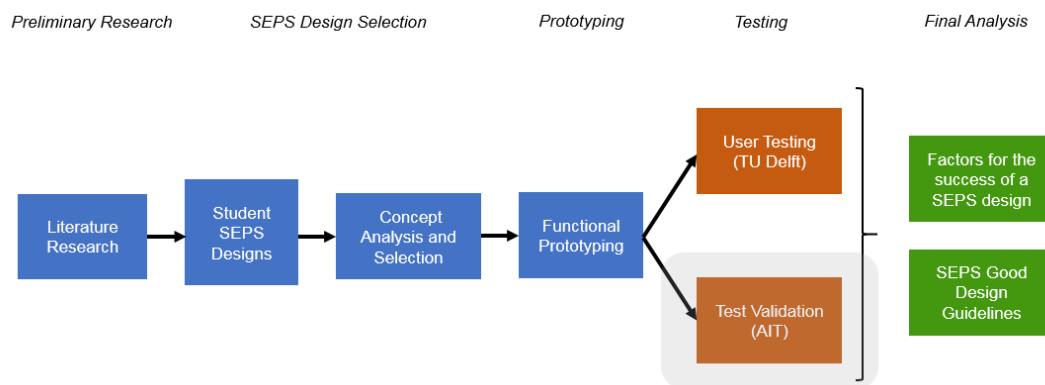 Preliminary Research
SEPS Design Selection
Prototyping
Testing
Final Analysis
Literature
Research
Student
SEPS
Designs
Concept
Analysis and
Selection
Functional
Prototyping
User Testing
(TU Delft)
Test Validation
(AIT)
Factors for the
success of a
SEPS design
SEPS Good
Design
Guidelines